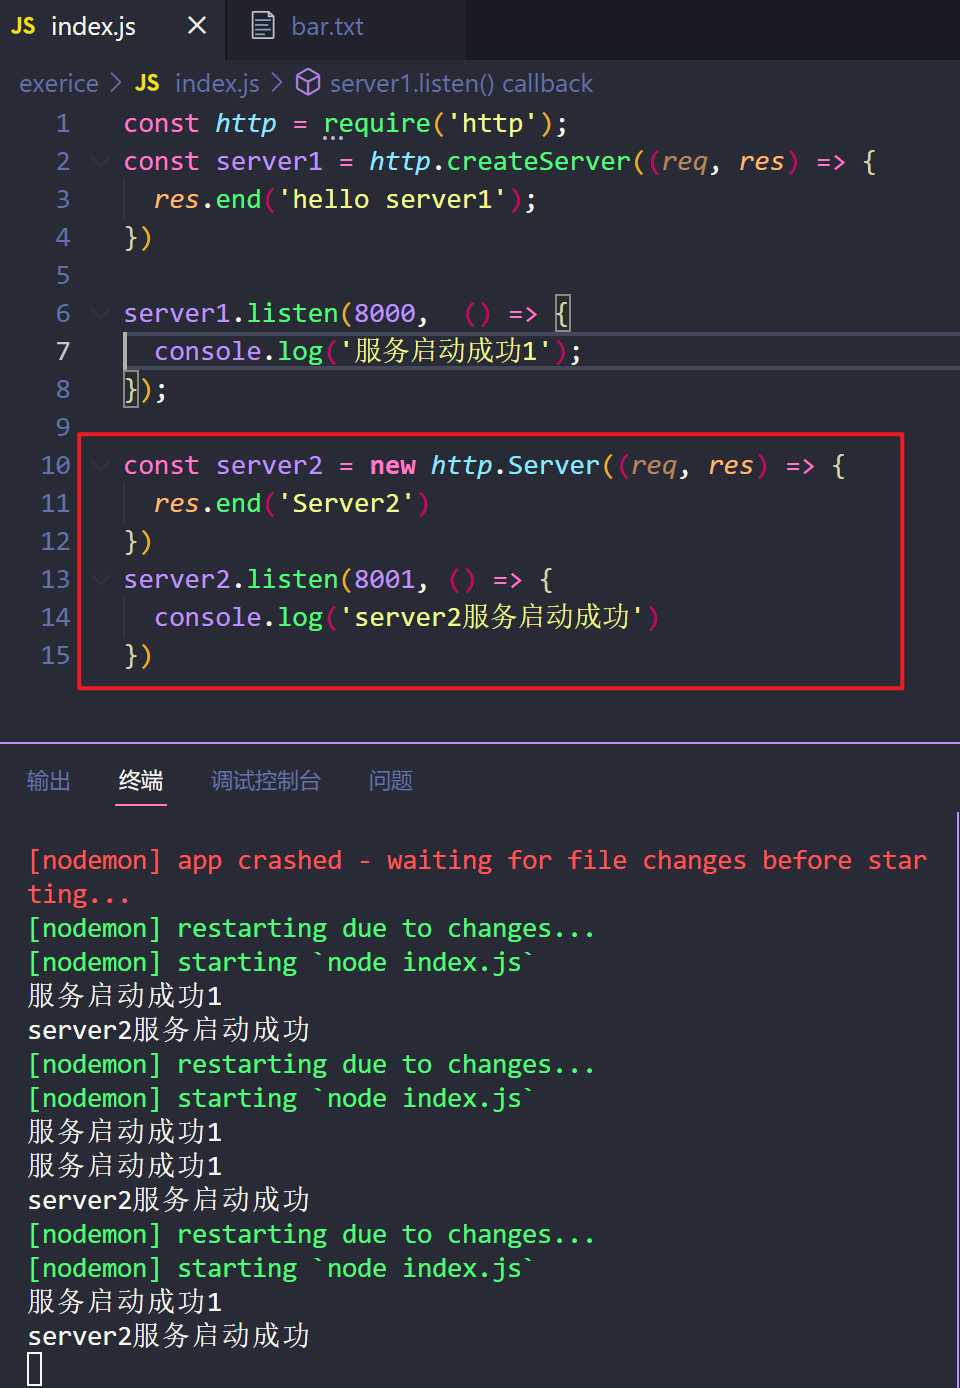 JS index.js × bar.txt
exerice > JS index.js > server1.listen() callback
1 const http = require('http');
2 const server1 = http.createServer((req, res) => {
3 res.end('hello server1');
4 })
5
6 server1.listen(8000, () => {
7 console.log('服务启动成功1');
8 });
9
10 const server2 = new http.Server((req, res) => {
11 res.end('Server2')
12 })
13 server2.listen(8001, () => {
14 console.log('server2服务启动成功')
15 })
输出 终端 调试控制台 问题
[nodemon] app crashed - waiting for file changes before star
ting...
[nodemon] restarting due to changes...
[nodemon] starting `node index.js`
服务启动成功1
server2服务启动成功
[nodemon] restarting due to changes...
[nodemon] starting `node index.js`
服务启动成功1
服务启动成功1
server2服务启动成功
[nodemon] restarting due to changes...
[nodemon] starting `node index.js`
服务启动成功1
server2服务启动成功